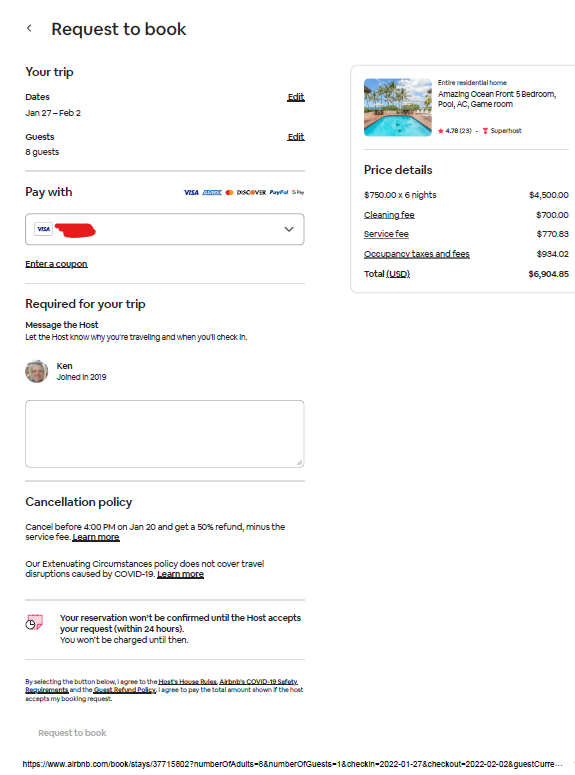 Request to book
Your trip
Dates
Edit
Jan 27 – Feb 2
Guests
Edit
8 guests
Pay with
VISA AMEX DISCOVER PayPal G Pay
VISA
Enter a coupon
Required for your trip
Message the Host
Let the Host know why you're traveling and when you'll check in.
Ken
Joined in 2019
Cancellation policy
Cancel before 4:00 PM on Jan 20 and get a 50% refund, minus the
service fee. Learn more
Our Extenuating Circumstances policy does not cover travel
disruptions caused by COVID-19. Learn more
Your reservation won't be confirmed until the Host accepts
your request (within 24 hours).
You won't be charged until then.
By selecting the button below, I agree to the Host's House Rules, Airbnb's COVID-19 Safety
Requirements and the Guest Refund Policy. I agree to pay the total amount shown if the host
accepts my booking request.
Request to book
Entire residential home
Amazing Ocean Front 5 Bedroom,
Pool, AC, Game room
4.78 (23) · Superhost
Price details
$750.00 x 6 nights $4,500.00
Cleaning fee $700.00
Service fee $770.83
Occupancy taxes and fees $934.02
Total (USD) $6,904.85
https://www.airbnb.com/book/stays/37715802?numberOfAdults=8&numberOfGuests=1&checkin=2022-01-27&checkout=2022-02-02&guestCurre...